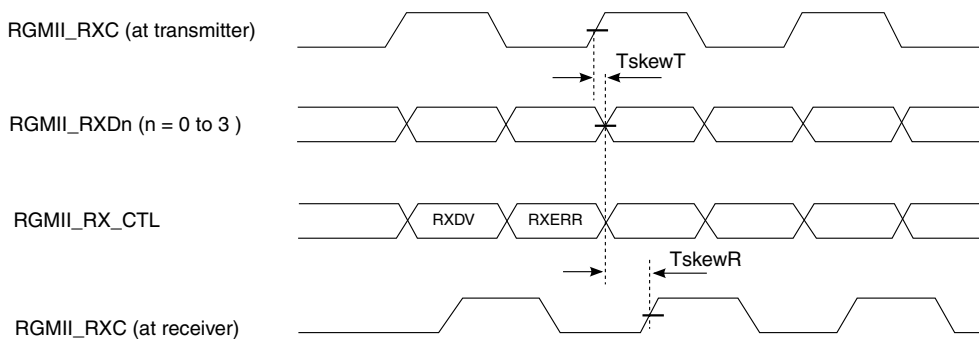 RGMII_RXC (at transmitter)
TskewT
RGMII_RXDn (n = 0 to 3 )
RGMII_RX_CTL
RXDV
RXERR
TskewR
RGMII_RXC (at receiver)